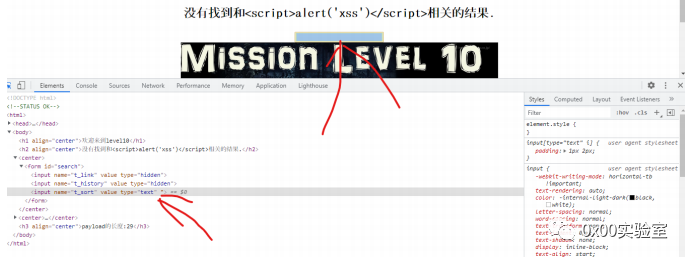 没有找到和<script>alert('xss')</script>相关的结果.
Mission Level 10
Elements Console Sources Network Performance Memory Application Security Lighthouse
<!DOCTYPE html>
<!--STATUS OK-->
<html>
<head>…</head>
<body>
<h1 align="center">欢迎来到level10</h1>
<h2 align="center">没有找到和<script>alert('xss')</script>相关的结果.</h2>
<center>
<form id="search">
<input name="t_link" value type="hidden">
<input name="t_history" value type="hidden">
<input name="t_sort" value type="text" "> == $0
</form>
</center>
<center>…</center>
<h3 align="center">payload的长度:29</h3>
</body>
</html>
Styles Computed Layout Event Listeners »
Filter :hov .cls +
element.style {
}
input[type="text" i] { user agent stylesheet
padding: 1px 2px;
}
input { user agent stylesheet
-webkit-writing-mode: horizontal-tb
!important;
text-rendering: auto;
color: -internal-light-dark(black,
white);
letter-spacing: normal;
word-spacing: normal;
text-shadow: none;
display: inline-block;
text-align: start;
0X00实验室